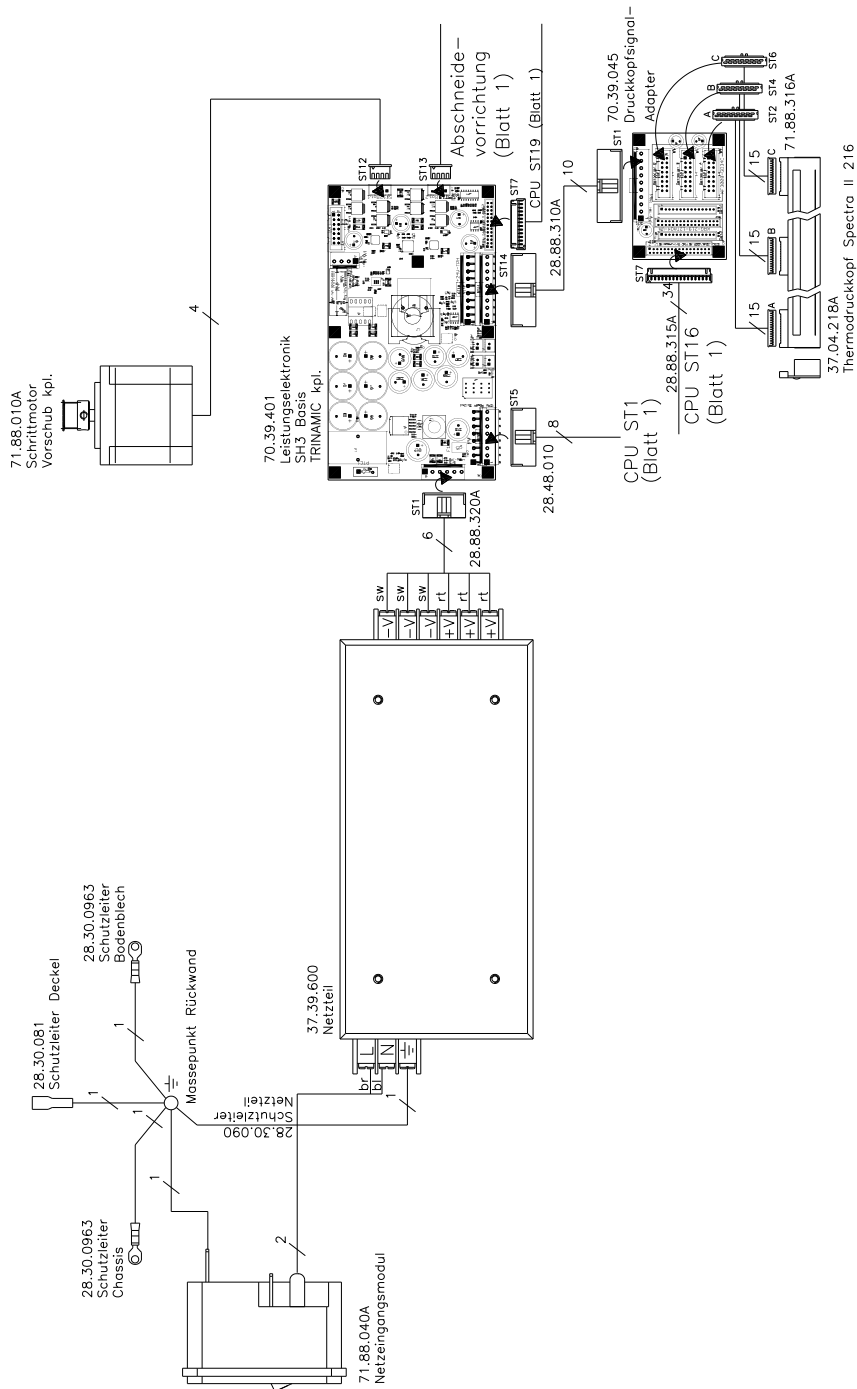 71.88.010A
Schrittmotor
Vorschub kpl.
4
70.39.401
Leistungselektronik
SH3 Basis
TRINAMIC kpl.
ST12
ST13
Abschneide-
vorrichtung
(Blatt 1)
ST7
CPU ST19 (Blatt 1)
ST14
28.88.310A
10
ST5
28.48.010
8
CPU ST1
(Blatt 1)
ST1
28.88.320A
6
70.39.045
Druckkopfsignal-
Adapter
ST1
ST7
34
28.88.315A
CPU ST16
(Blatt 1)
C
ST6
B
ST4
A
ST2
71.88.316A
15
C
15
B
15
A
37.04.218A
Thermodruckkopf Spectra II 216
sw
sw
sw
rt
rt
rt
-V
-V
-V
+V
+V
+V
37.39.600
Netzteil
L
N
br
bl
1
28.30.090
Schutzleiter
Netzteil
28.30.0963
Schutzleiter
Bodenblech
1
28.30.081
Schutzleiter Deckel
1
Massepunkt Rückwand
1
28.30.0963
Schutzleiter
Chassis
1
2
71.88.040A
Netzeingangsmodul